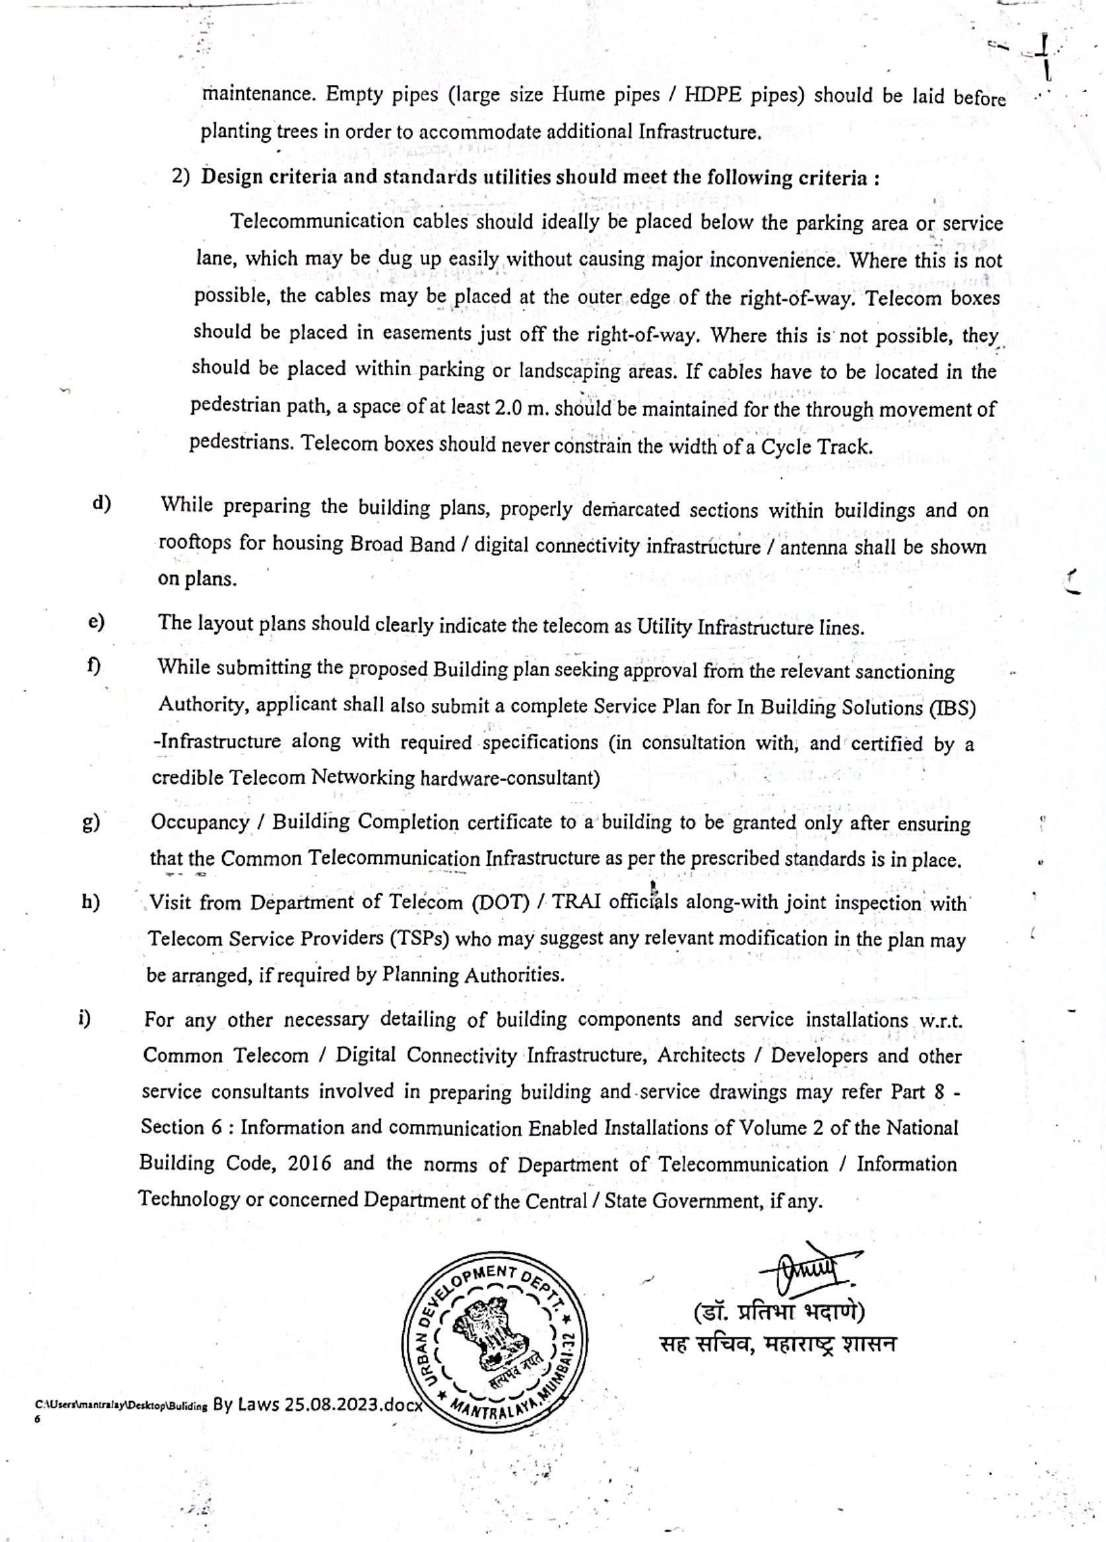 maintenance. Empty pipes (large size Hume pipes / HDPE pipes) should be laid before
planting trees in order to accommodate additional Infrastructure.
2) Design criteria and standards utilities should meet the following criteria :
Telecommunication cables should ideally be placed below the parking area or service
lane, which may be dug up easily without causing major inconvenience. Where this is not
possible, the cables may be placed at the outer edge of the right-of-way. Telecom boxes
should be placed in easements just off the right-of-way. Where this is not possible, they
should be placed within parking or landscaping areas. If cables have to be located in the
pedestrian path, a space of at least 2.0 m. should be maintained for the through movement of
pedestrians. Telecom boxes should never constrain the width of a Cycle Track.
d) While preparing the building plans, properly demarcated sections within buildings and on
rooftops for housing Broad Band / digital connectivity infrastructure / antenna shall be shown
on plans.
e) The layout plans should clearly indicate the telecom as Utility Infrastructure lines.
f) While submitting the proposed Building plan seeking approval from the relevant sanctioning
Authority, applicant shall also submit a complete Service Plan for In Building Solutions (IBS)
-Infrastructure along with required specifications (in consultation with, and certified by a
credible Telecom Networking hardware-consultant)
g) Occupancy / Building Completion certificate to a building to be granted only after ensuring
that the Common Telecommunication Infrastructure as per the prescribed standards is in place.
h) Visit from Department of Telecom (DOT) / TRAI officials along-with joint inspection with
Telecom Service Providers (TSPs) who may suggest any relevant modification in the plan may
be arranged, if required by Planning Authorities.
i) For any other necessary detailing of building components and service installations w.r.t.
Common Telecom / Digital Connectivity Infrastructure, Architects / Developers and other
service consultants involved in preparing building and service drawings may refer Part 8 -
Section 6 : Information and communication Enabled Installations of Volume 2 of the National
Building Code, 2016 and the norms of Department of Telecommunication / Information
Technology or concerned Department of the Central / State Government, if any.
URBAN DEVELOPMENT DEPTT.
सत्यमेव जयते
MANTRALAYA, MUMBAI-32
(डॉ. प्रतिभा भदाणे)
सह सचिव, महाराष्ट्र शासन
C:\Users\mantralay\Desktop\Buliding By Laws 25.08.2023.docx
6